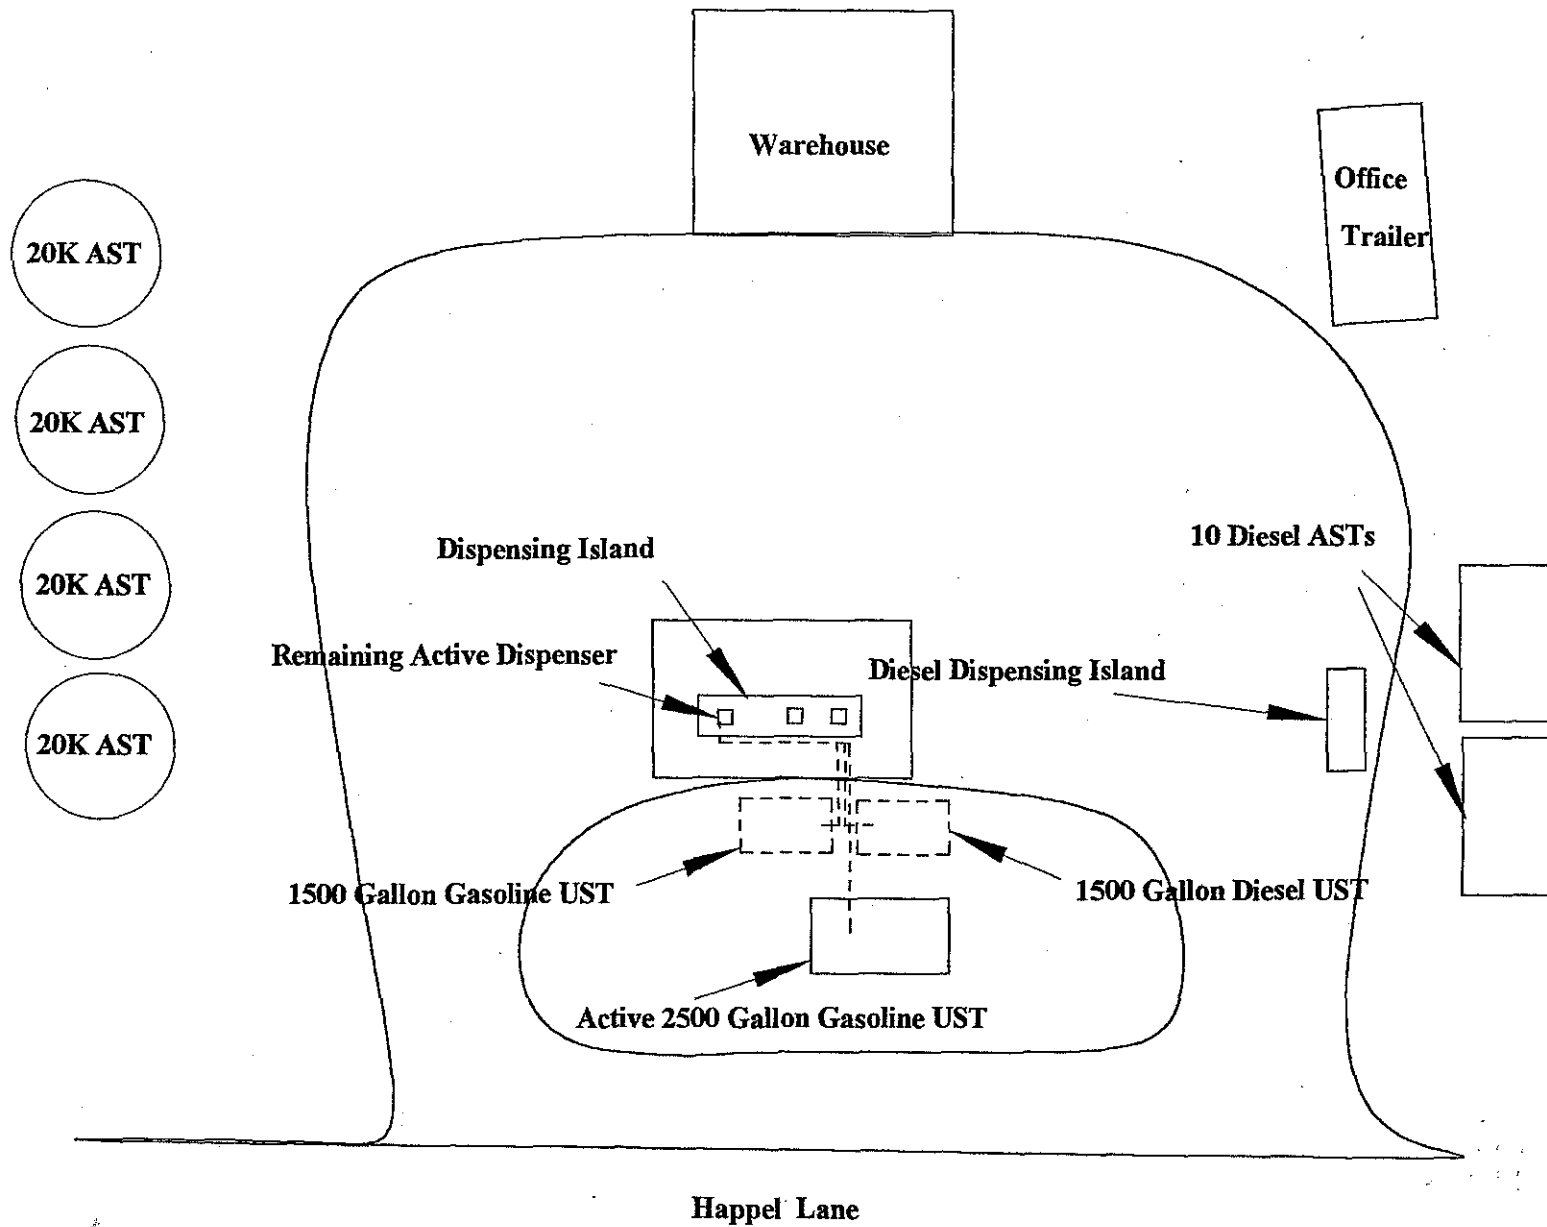 Warehouse
Office
Trailer
20K AST
20K AST
20K AST
20K AST
Dispensing Island
10 Diesel ASTs
Remaining Active Dispenser
Diesel Dispensing Island
1500 Gallon Gasoline UST
1500 Gallon Diesel UST
Active 2500 Gallon Gasoline UST
Happel Lane